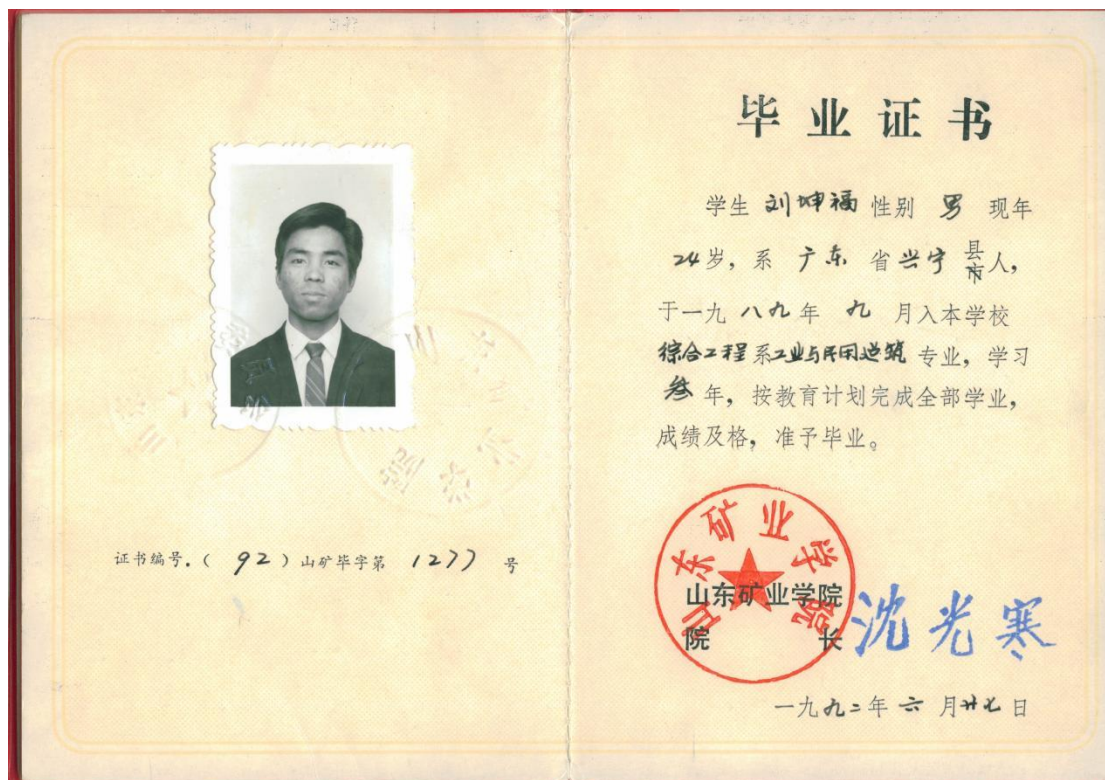 证书编号.（92）山矿毕字第 1277 号
毕业证书
学生 刘坤福 性别 男 现年
24岁，系 广东 省 兴宁 县市人，
于一九八九年 九 月入本学校
综合工程系工业与民用建筑 专业，学习
叁年，按教育计划完成全部学业，
成绩及格，准予毕业。
山东矿业学院
山东矿业学院
院长 沈光寒
一九九二年 六 月廿七日